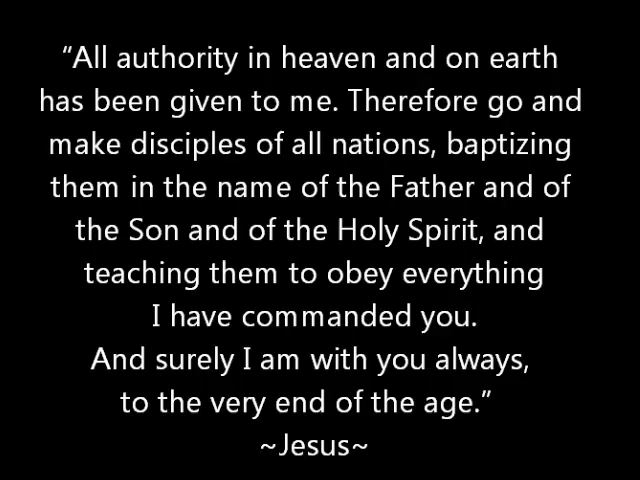 “All authority in heaven and on earth
has been given to me. Therefore go and
make disciples of all nations, baptizing
them in the name of the Father and of
the Son and of the Holy Spirit, and
teaching them to obey everything
I have commanded you.
And surely I am with you always,
to the very end of the age.”
~Jesus~